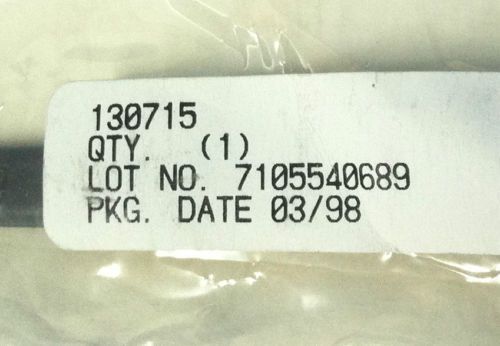 130715
QTY. (1)
LOT NO. 7105540689
PKG. DATE 03/98